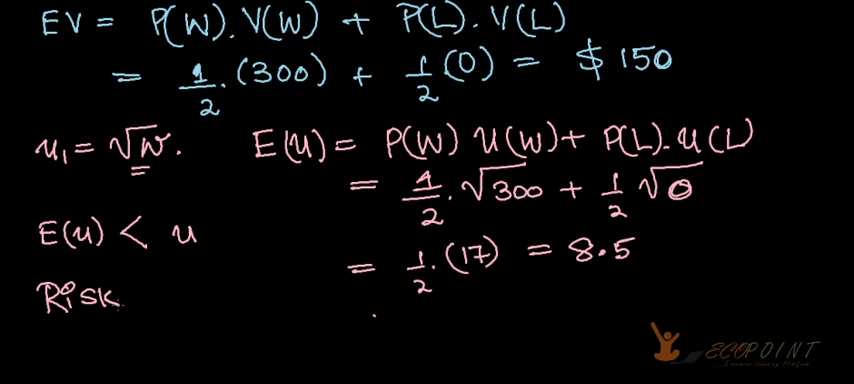 EV = P(W). V(W) + P(L). V(L)
= 1/2 . (300) + 1/2 (0) = $ 150
u₁ = √W. E(u) = P(W) u(W) + P(L). u(L)
= 1/2 . √300 + 1/2 √0
E(u) < u
= 1/2 . (17) = 8.5
Risk
ECOPOINT